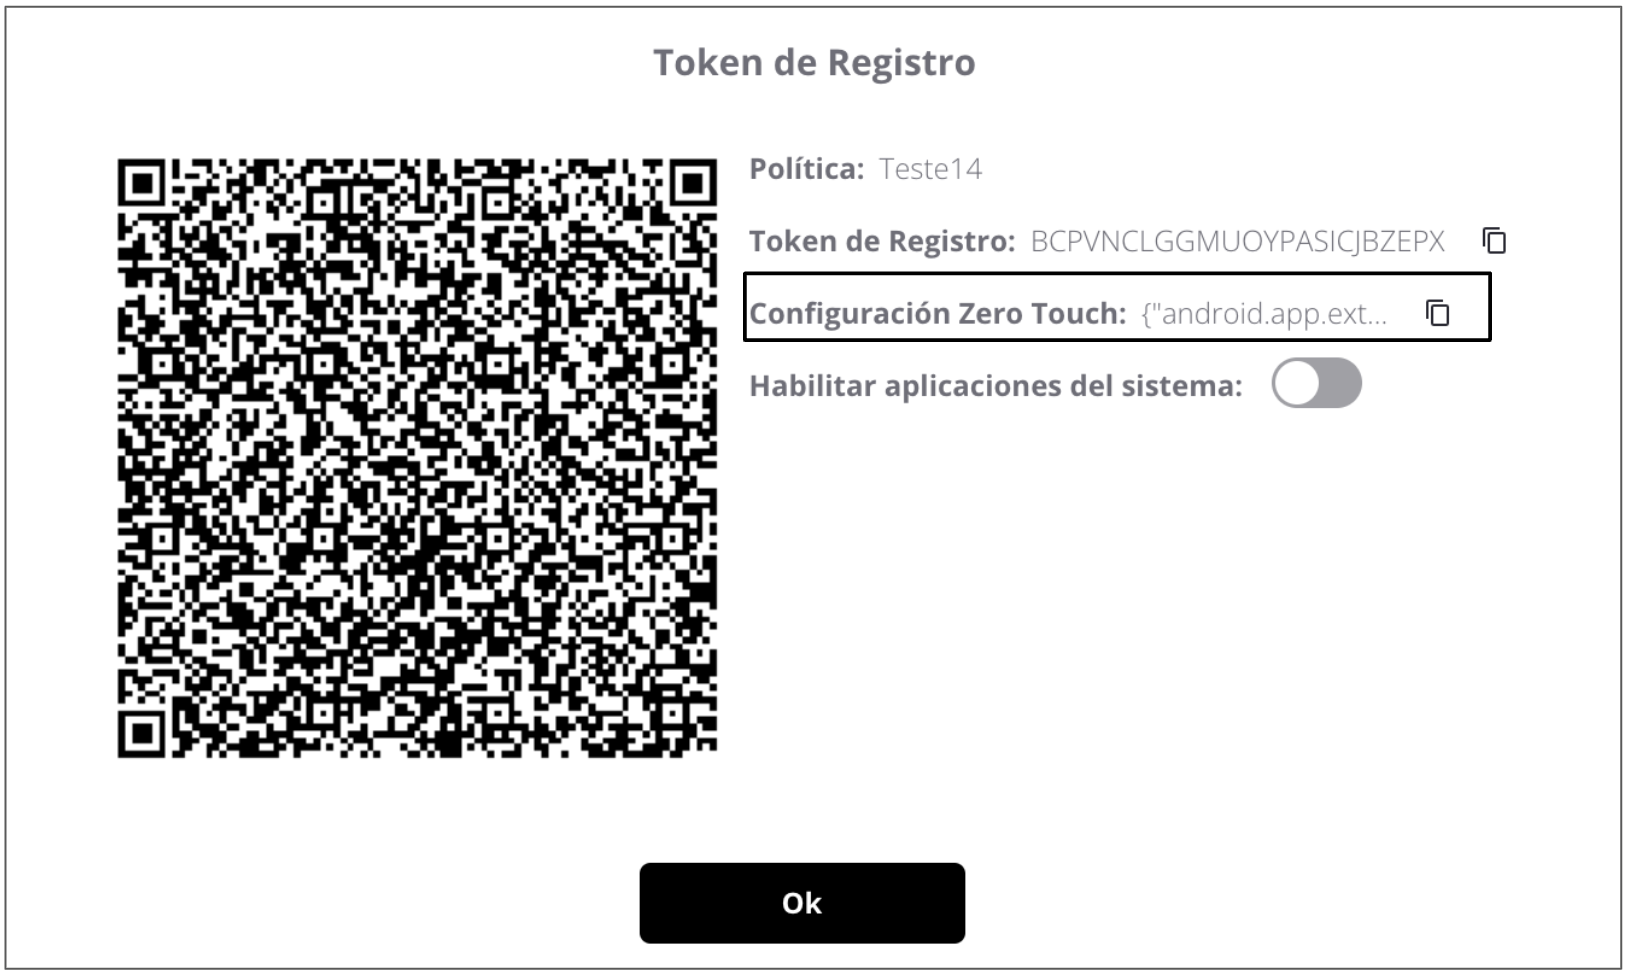 Token de Registro
Política: Teste14
Token de Registro: BCPVNCLGGMUOYPASICJBZEPX
Configuración Zero Touch: {"android.app.ext...
Habilitar aplicaciones del sistema:
Ok